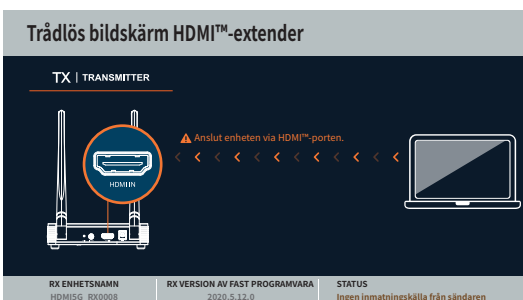 Trådlös bildskärm HDMI™-extender
TX | TRANSMITTER
Anslut enheten via HDMI™-porten.
HDMI IN
RX ENHETSNAMN
HDMI5G_RX0008
RX VERSION AV FAST PROGRAMVARA
2020.5.12.0
STATUS
Ingen inmatningskälla från sändaren